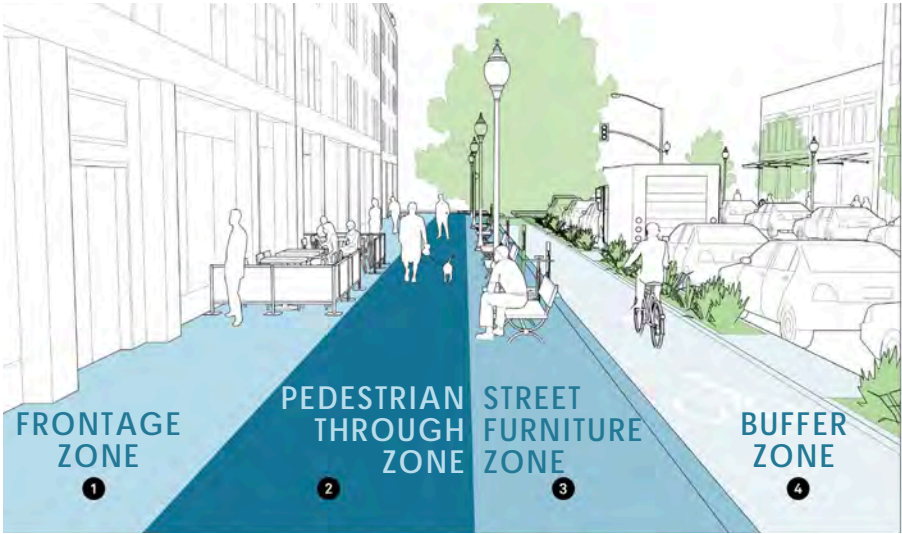 FRONTAGE
ZONE
1
PEDESTRIAN
THROUGH
ZONE
2
STREET
FURNITURE
ZONE
3
BUFFER
ZONE
4